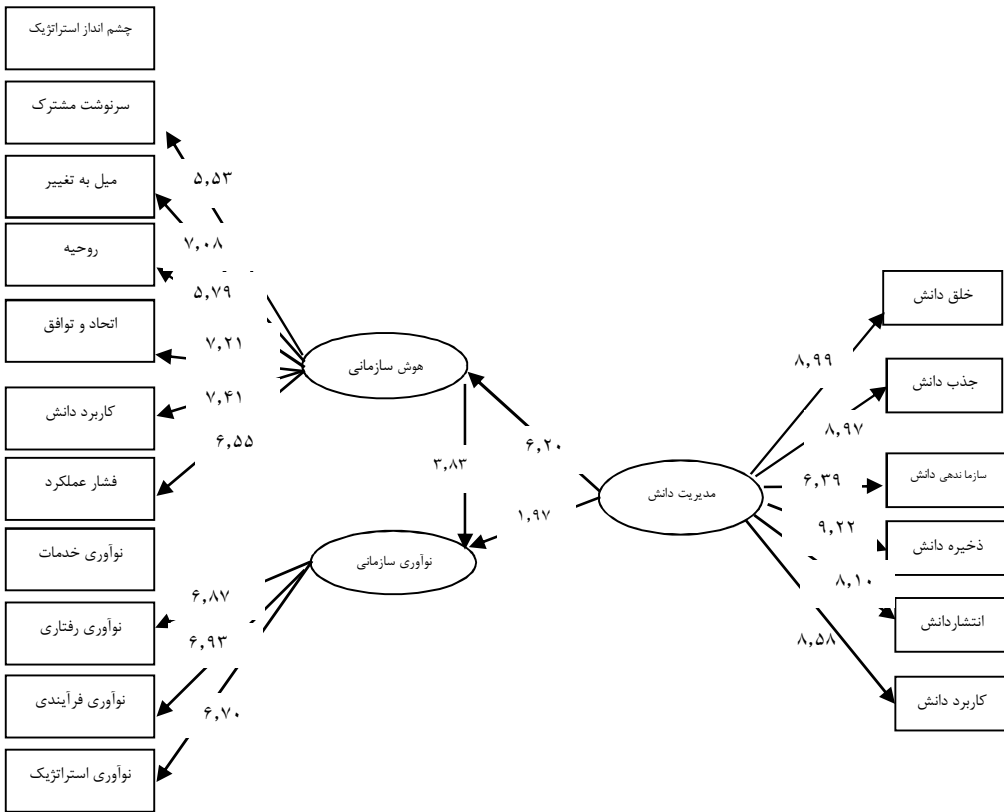 چشم انداز استراتژیک
سرنوشت مشترک
میل به تغییر
روحیه
اتحاد و توافق
کاربرد دانش
فشار عملکرد
نوآوری خدمات
نوآوری رفتاری
نوآوری فرآیندی
نوآوری استراتژیک
۵٫۵۳
۷٫۰۸
۵٫۷۹
۷٫۲۱
۷٫۴۱
۶٫۵۵
۶٫۸۷
۶٫۹۳
۶٫۷۰
هوش سازمانی
نوآوری سازمانی
۳٫۸۳
۶٫۲۰
۱٫۹۷
مدیریت دانش
۸٫۹۹
۸٫۹۷
۶٫۳۹
۹٫۲۲
۸٫۱۰
۸٫۵۸
خلق دانش
جذب دانش
سازما ندهی دانش
ذخیره دانش
انتشاردانش
کاربرد دانش